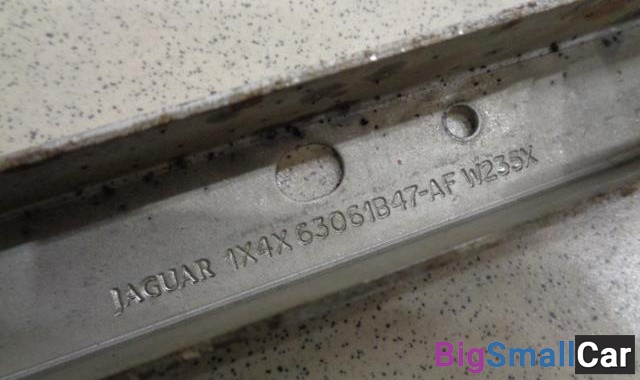 JAGUAR 1X4X 63061B47-AF W235X
BigSmallCar